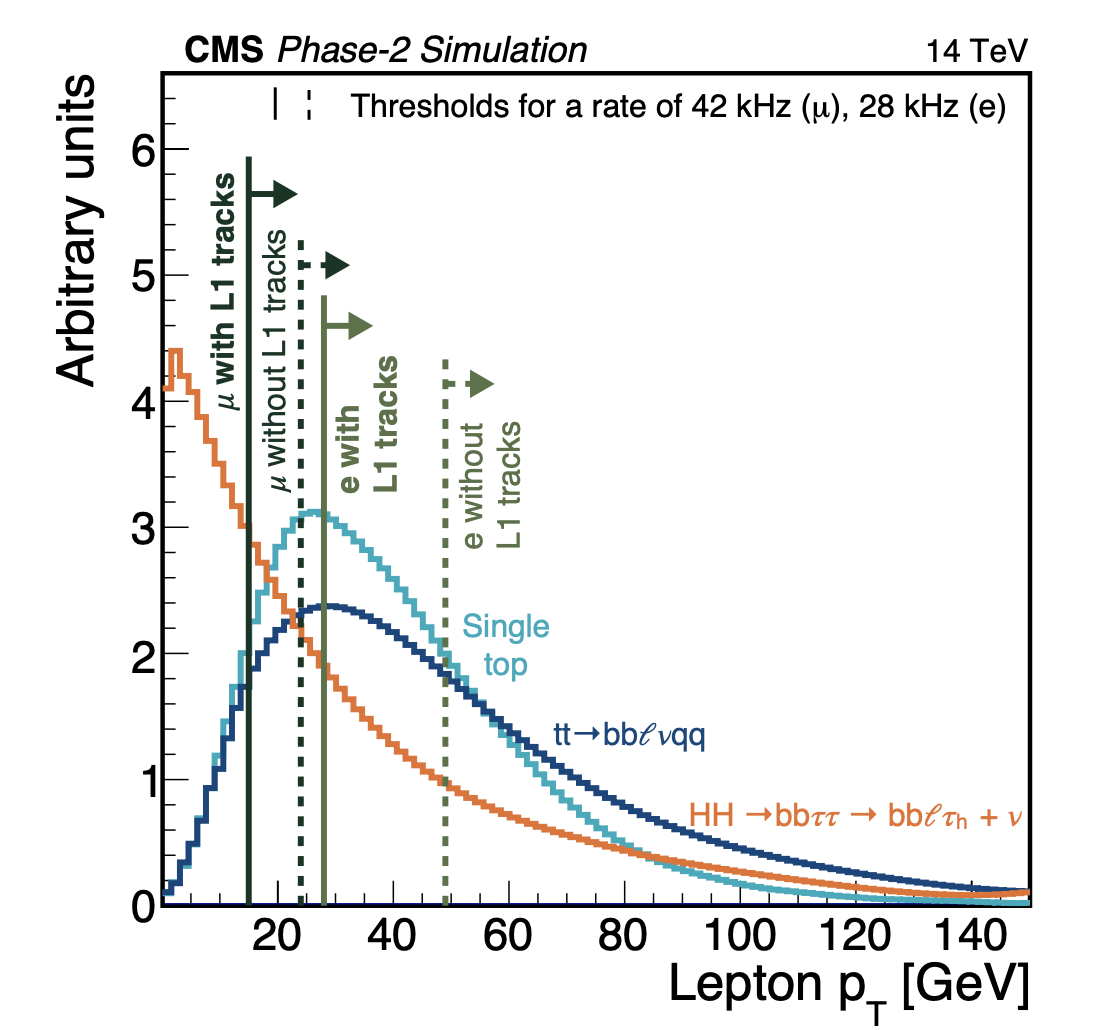 CMS Phase-2 Simulation
14 TeV
Thresholds for a rate of 42 kHz (μ), 28 kHz (e)
Arbitrary units
6
5
4
3
2
1
0
μ with L1 tracks
μ without L1 tracks
e with
L1 tracks
e without
L1 tracks
Single
top
tt→bbℓνqq
HH →bbττ → bbℓτh + ν
20 40 60 80 100 120 140
Lepton pT [GeV]